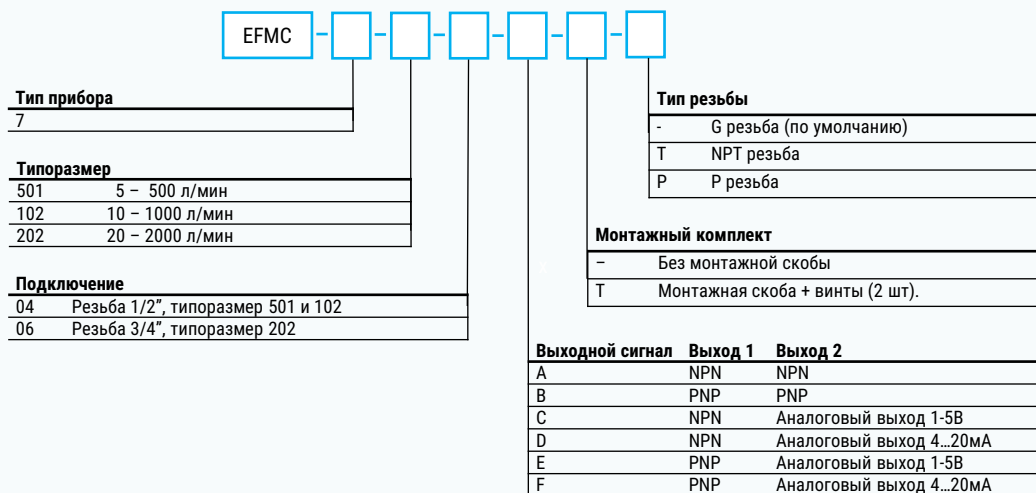 EFMC - - - - - -
Тип прибора
7
Типоразмер
501 5 – 500 л/мин
102 10 – 1000 л/мин
202 20 – 2000 л/мин
Подключение
04 Резьба 1/2”, типоразмер 501 и 102
06 Резьба 3/4”, типоразмер 202
Тип резьбы
- G резьба (по умолчанию)
T NPT резьба
P P резьба
Монтажный комплект
– Без монтажной скобы
T Монтажная скоба + винты (2 шт).
Выходной сигнал Выход 1 Выход 2
A NPN NPN
B PNP PNP
C NPN Аналоговый выход 1-5В
D NPN Аналоговый выход 4…20мА
E PNP Аналоговый выход 1-5В
F PNP Аналоговый выход 4…20мА